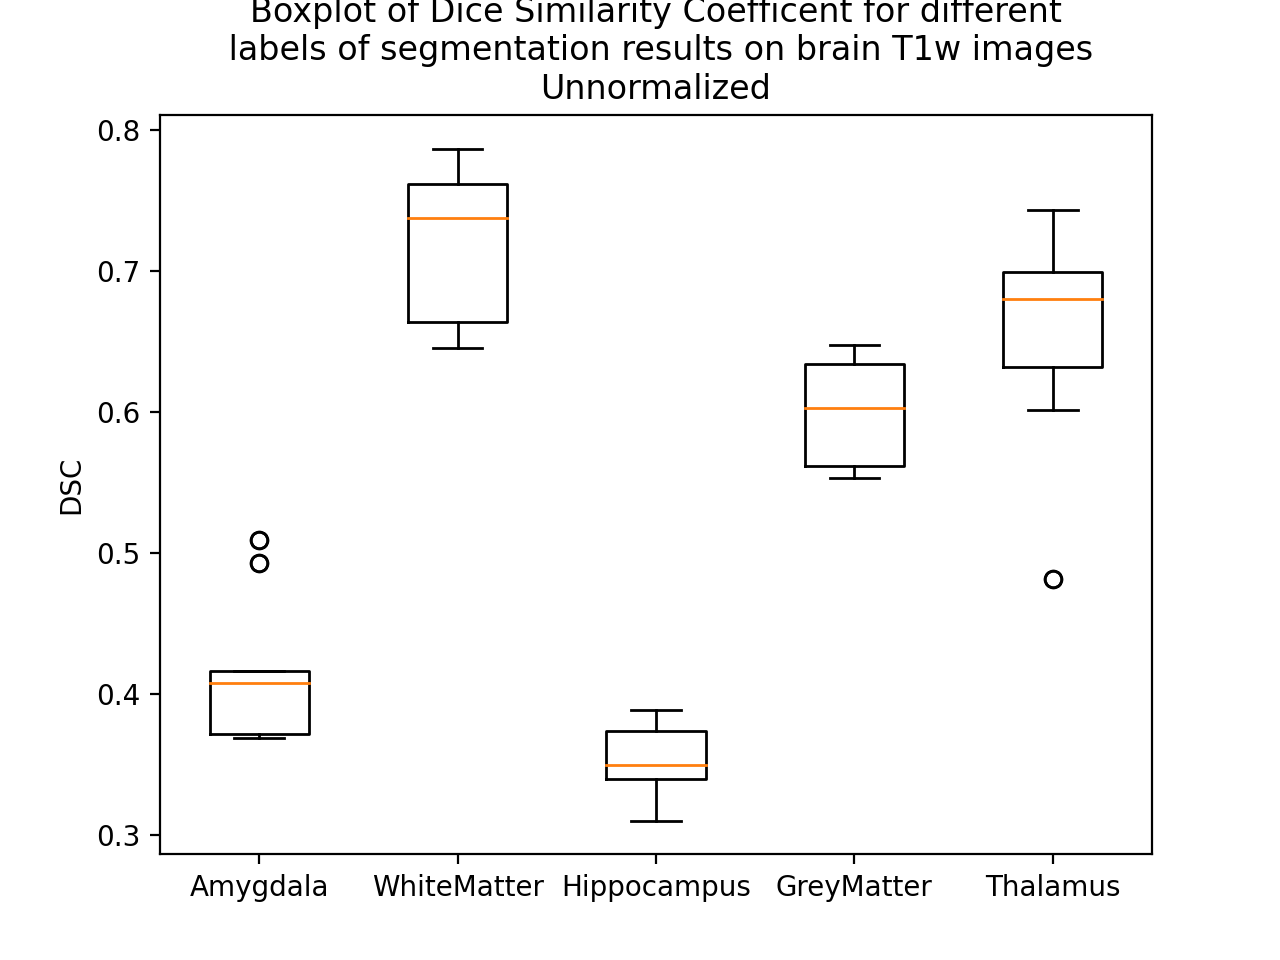 Boxplot of Dice Similarity Coefficent for different
labels of segmentation results on brain T1w images
Unnormalized
0.8
0.7
0.6
0.5
0.4
0.3
DSC
Amygdala WhiteMatter Hippocampus GreyMatter Thalamus